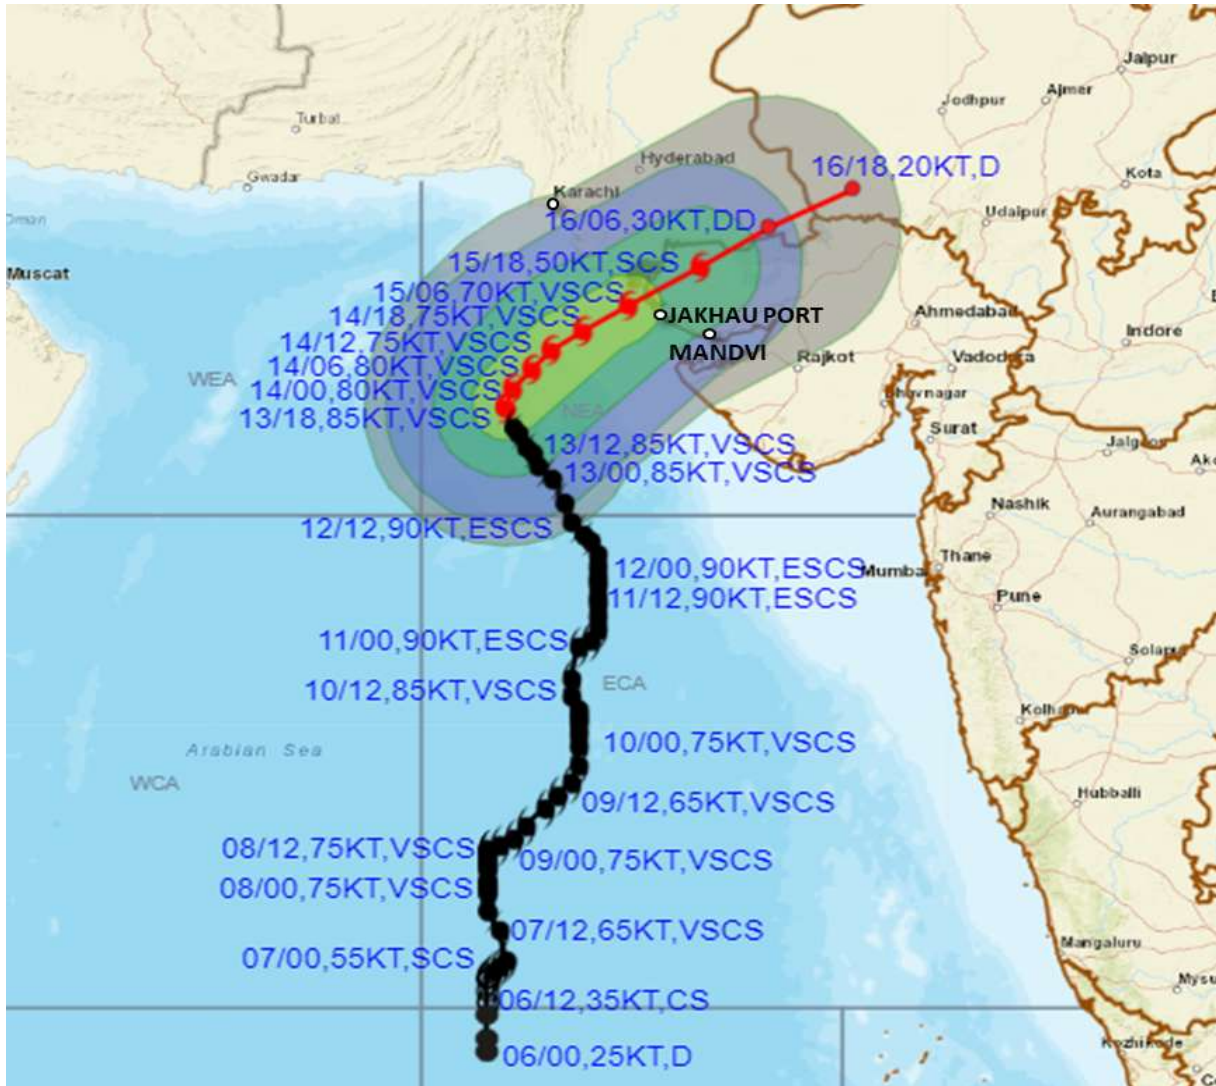 Jaipur
Ajmer
Jodhpur
Turbat
Hyderabad
16/18,20KT,D
Kota
Gwadar
Karachi
Oman
16/06,30KT,DD
Udaipur
Muscat
15/18,50KT,SCS
15/06,70KT,VSCS
14/18,75KT,VSCS
JAKHAU PORT
Ahmedabad
14/12,75KT,VSCS
MANDVI
Indore
Rajkot
Vadodara
14/06,80KT,VSCS
WEA
14/00,80KT,VSCS
Bhavnagar
13/18,85KT,VSCS
NEA
Surat
13/12,85KT,VSCS
Jalgaon
13/00,85KT,VSCS
Nashik
Aurangabad
12/12,90KT,ESCS
Thane
12/00,90KT,ESCS
Mumbai
11/12,90KT,ESCS
Pune
11/00,90KT,ESCS
Solapur
ECA
10/12,85KT,VSCS
Kolhapur
10/00,75KT,VSCS
Arabian Sea
WCA
Hubballi
09/12,65KT,VSCS
08/12,75KT,VSCS
09/00,75KT,VSCS
08/00,75KT,VSCS
07/12,65KT,VSCS
Mangaluru
07/00,55KT,SCS
Mysu
06/12,35KT,CS
Kozhikode
06/00,25KT,D